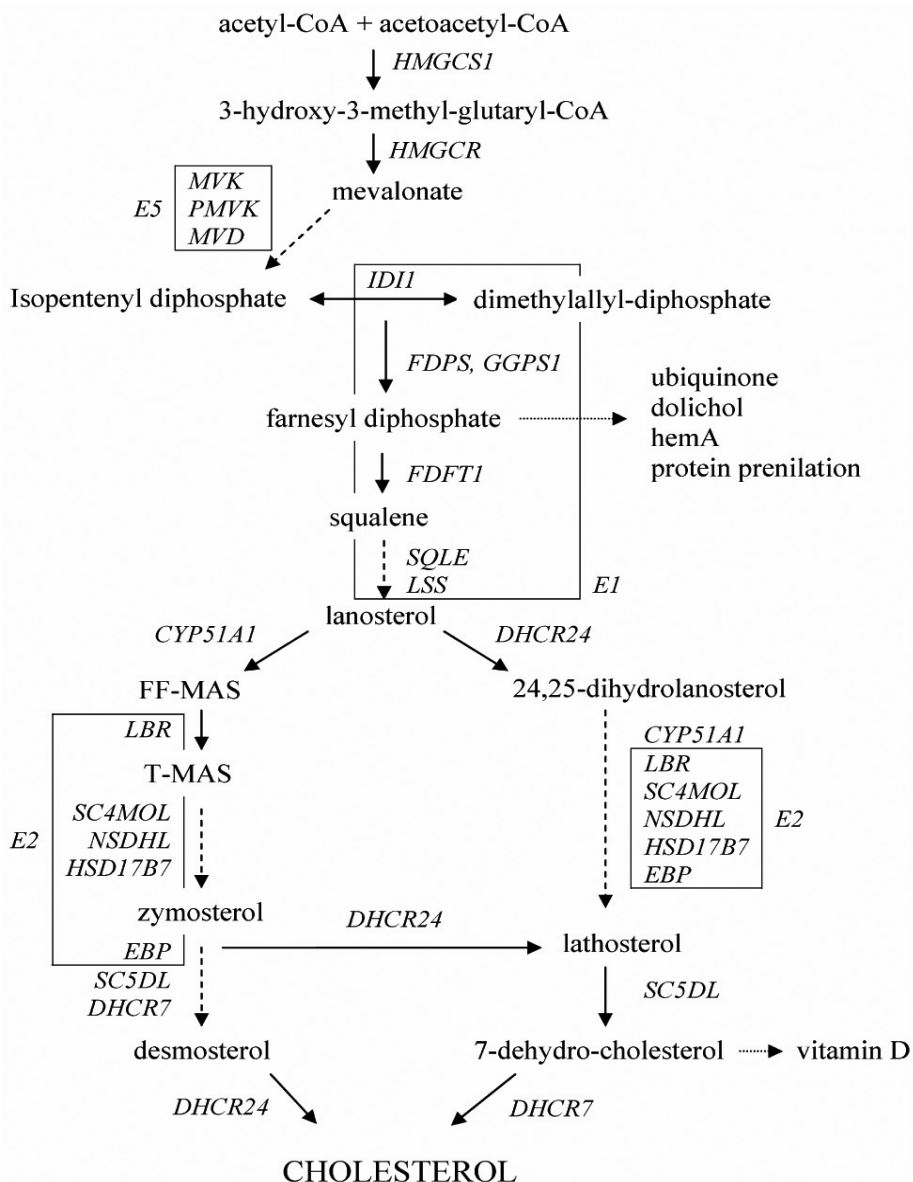 acetyl-CoA + acetoacetyl-CoA
HMGCS1
3-hydroxy-3-methyl-glutaryl-CoA
HMGCR
mevalonate
E5
MVK
PMVK
MVD
Isopentenyl diphosphate
IDI1
dimethylallyl-diphosphate
FDPS, GGPS1
farnesyl diphosphate
ubiquinone
dolichol
hemA
protein prenilation
FDFT1
squalene
SQLE
LSS
E1
lanosterol
CYP51A1
DHCR24
FF-MAS
24,25-dihydrolanosterol
LBR
T-MAS
SC4MOL
NSDHL
HSD17B7
E2
CYP51A1
LBR
SC4MOL
NSDHL
HSD17B7
EBP
E2
zymosterol
DHCR24
lathosterol
EBP
SC5DL
DHCR7
SC5DL
desmosterol
7-dehydro-cholesterol
vitamin D
DHCR24
DHCR7
CHOLESTEROL